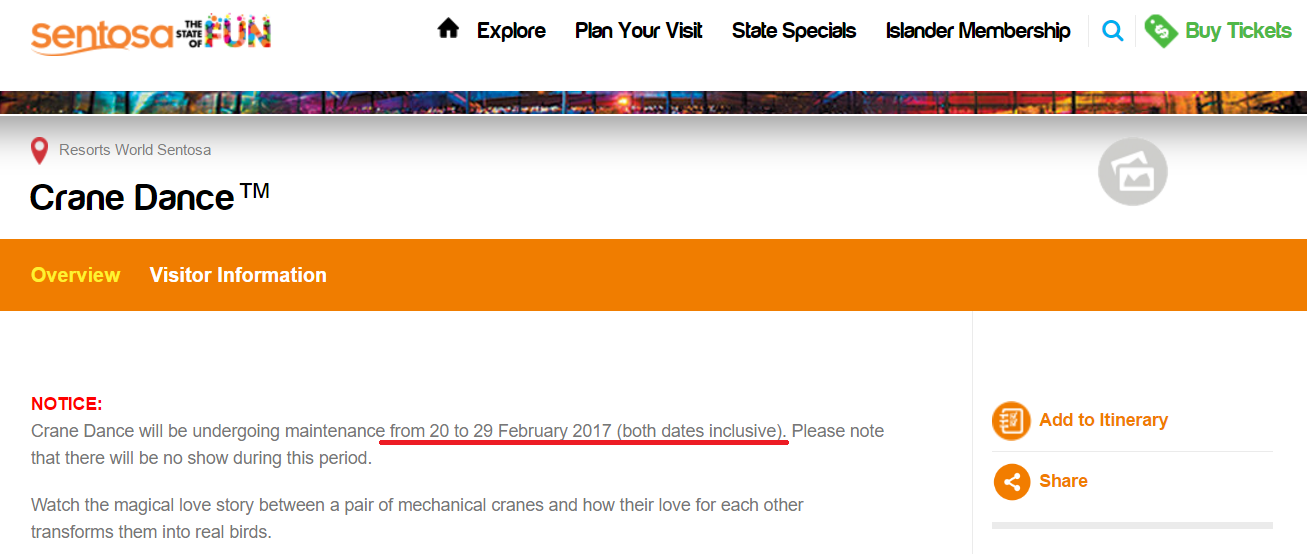 sentosa THE STATE OF FUN
Explore Plan Your Visit State Specials Islander Membership Buy Tickets
Resorts World Sentosa
Crane Dance™
Overview Visitor Information
NOTICE:
Crane Dance will be undergoing maintenance from 20 to 29 February 2017 (both dates inclusive). Please note
that there will be no show during this period.
Watch the magical love story between a pair of mechanical cranes and how their love for each other
transforms them into real birds.
Add to Itinerary
Share